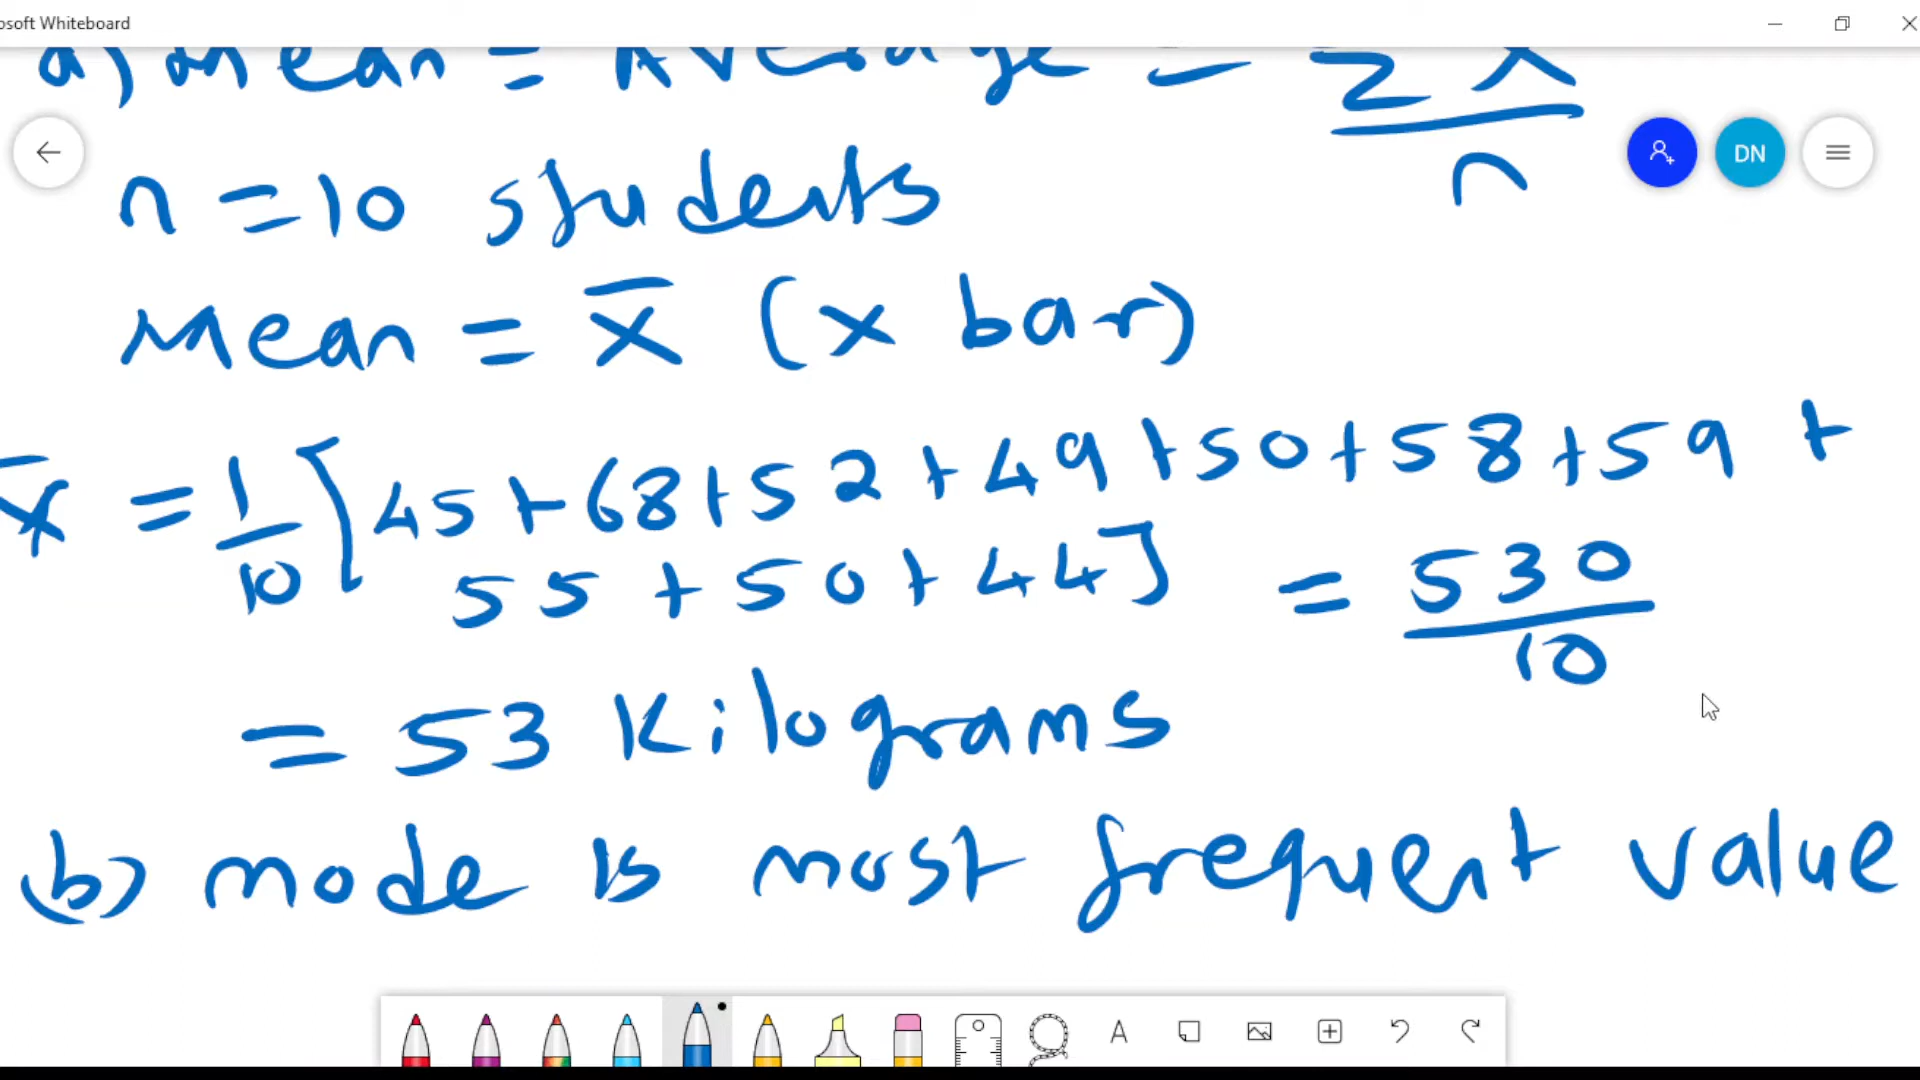 osoft Whiteboard
a) Mean = Average = Σx
n
n = 10 students
DN
Mean = x̅ (x bar)
x̅ = 1/10 [45+68+52+49+50+58+59+
55+50+44] = 530/10
= 53 Kilograms
(b) mode is most frequent value
A